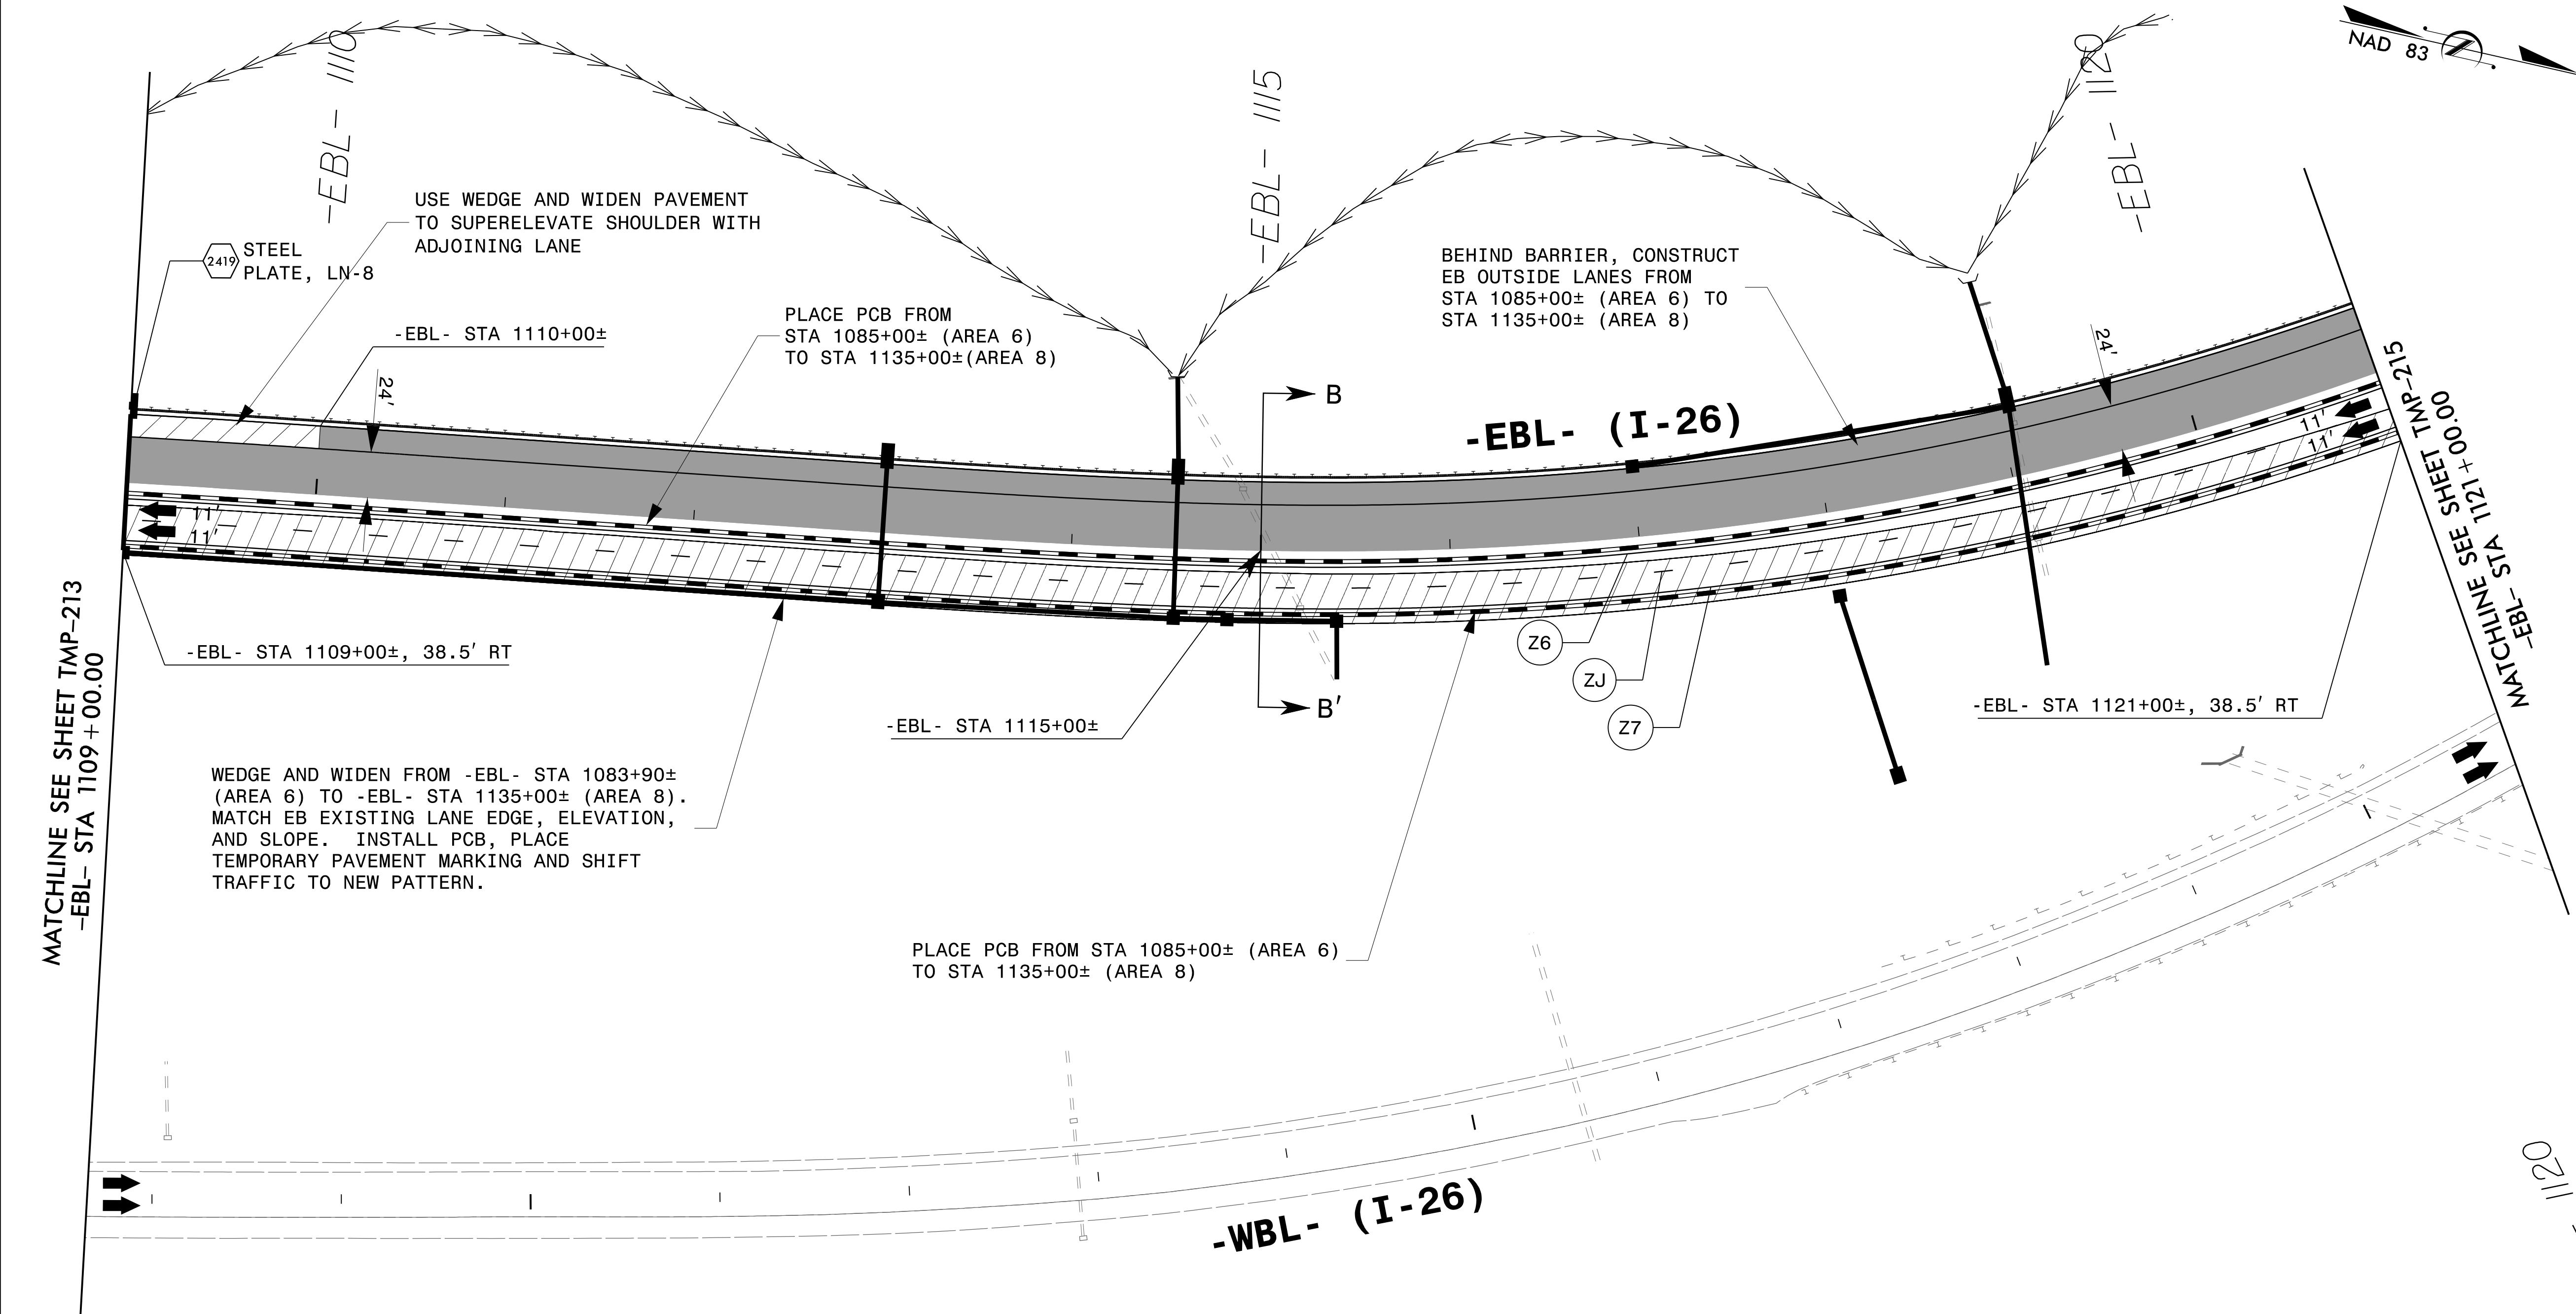 -EBL- 1110
-EBL- 1115
-EBL- 1120
NAD 83
USE WEDGE AND WIDEN PAVEMENT
TO SUPERELEVATE SHOULDER WITH
ADJOINING LANE
2419
STEEL
PLATE, LN-8
-EBL- STA 1110+00±
24'
PLACE PCB FROM
STA 1085+00± (AREA 6)
TO STA 1135+00±(AREA 8)
BEHIND BARRIER, CONSTRUCT
EB OUTSIDE LANES FROM
STA 1085+00± (AREA 6) TO
STA 1135+00± (AREA 8)
24'
B
-EBL- (I-26)
11'
11'
11'
11'
MATCHLINE SEE SHEET TMP-215
-EBL- STA 1121+00.00
MATCHLINE SEE SHEET TMP-213
-EBL- STA 1109+00.00
-EBL- STA 1109+00±, 38.5' RT
Z6
ZJ
Z7
B'
-EBL- STA 1115+00±
-EBL- STA 1121+00±, 38.5' RT
WEDGE AND WIDEN FROM -EBL- STA 1083+90±
(AREA 6) TO -EBL- STA 1135+00± (AREA 8).
MATCH EB EXISTING LANE EDGE, ELEVATION,
AND SLOPE. INSTALL PCB, PLACE
TEMPORARY PAVEMENT MARKING AND SHIFT
TRAFFIC TO NEW PATTERN.
PLACE PCB FROM STA 1085+00± (AREA 6)
TO STA 1135+00± (AREA 8)
-WBL- (I-26)
1120